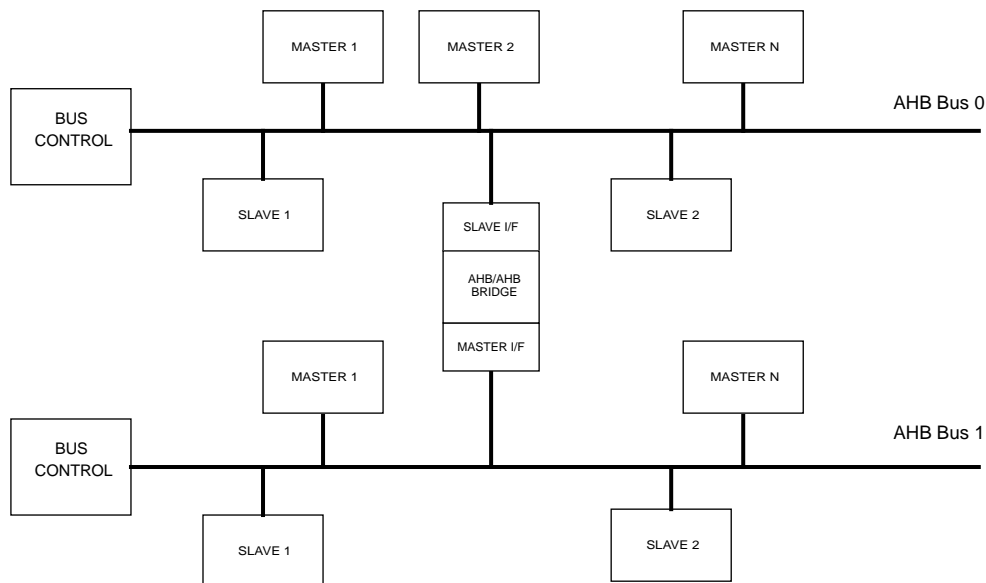 MASTER 1
MASTER 2
MASTER N
AHB Bus 0
BUS
CONTROL
SLAVE 1
SLAVE I/F
SLAVE 2
AHB/AHB
BRIDGE
MASTER I/F
MASTER 1
MASTER N
AHB Bus 1
BUS
CONTROL
SLAVE 1
SLAVE 2